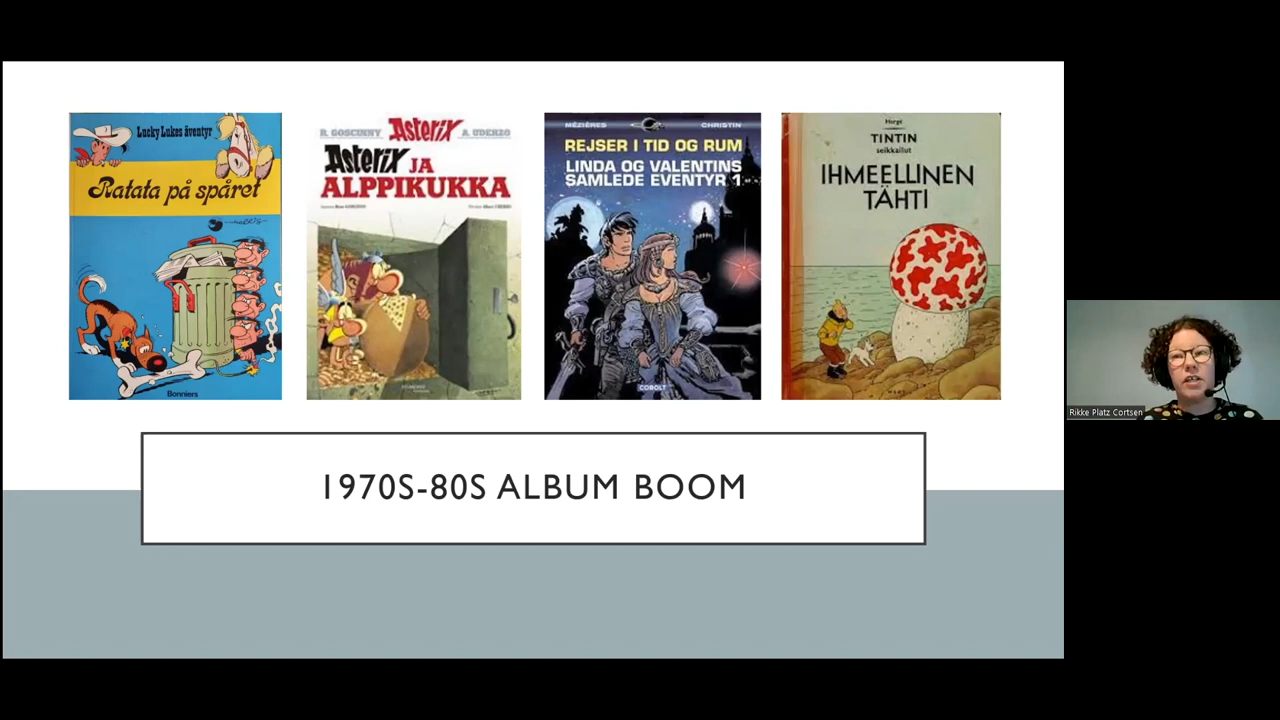 Lucky Lukes äventyr
Ratata på spåret
Bonniers
R. GOSCINNY Asterix A. UDERZO
Asterix JA
ALPPIKUKKA
MÉZIÈRES CHRISTIN
REJSER I TID OG RUM
LINDA OG VALENTINS
SAMLEDE EVENTYR 1
COBOLT
Hergé
TINTIN
seikkailut
IHMEELLINEN
TÄHTI
1970S-80S ALBUM BOOM
Rikke Platz Cortsen